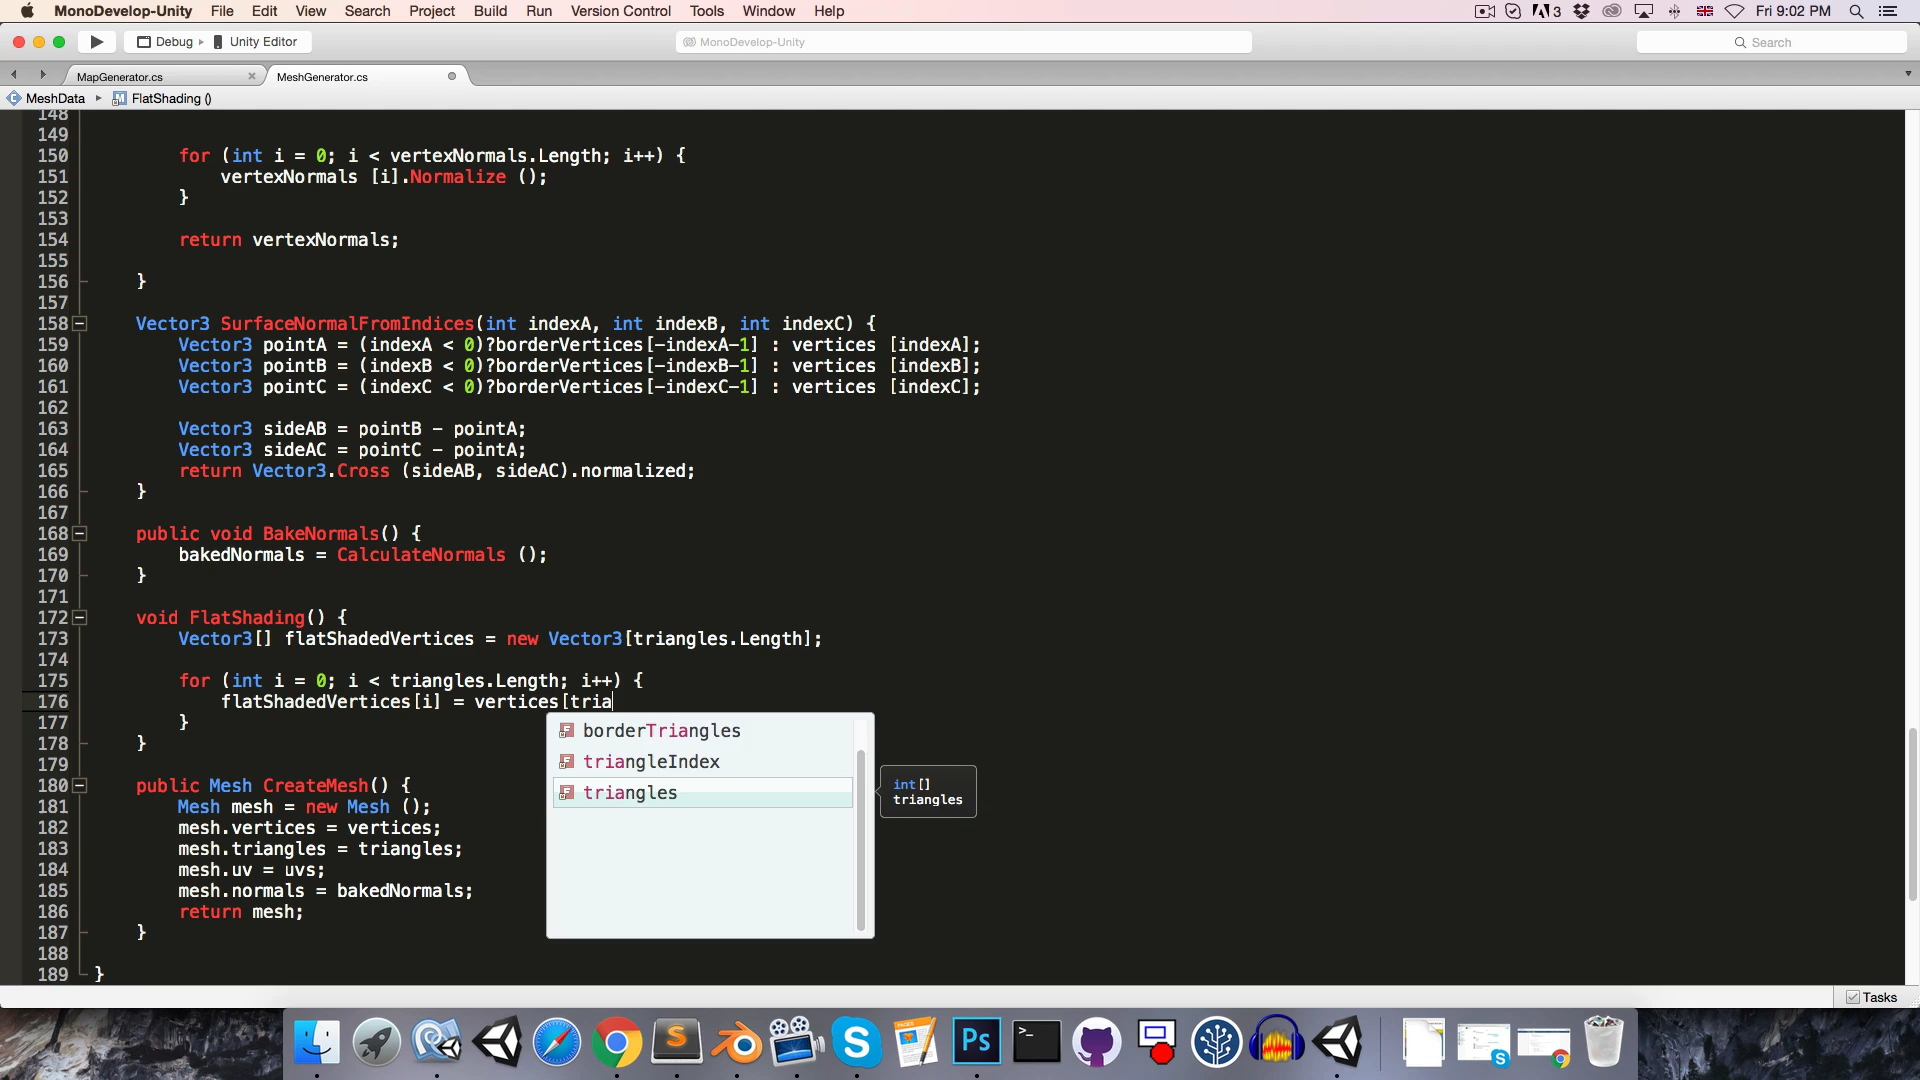 MonoDevelop-Unity File Edit View Search Project Build Run Version Control Tools Window Help 3 Fri 9:02 PM
Debug Unity Editor MonoDevelop-Unity Search
MapGenerator.cs MeshGenerator.cs
MeshData FlatShading ()
148
149
150 for (int i = 0; i < vertexNormals.Length; i++) {
151 vertexNormals [i].Normalize ();
152 }
153
154 return vertexNormals;
155
156 }
157
158 Vector3 SurfaceNormalFromIndices(int indexA, int indexB, int indexC) {
159 Vector3 pointA = (indexA < 0)?borderVertices[-indexA-1] : vertices [indexA];
160 Vector3 pointB = (indexB < 0)?borderVertices[-indexB-1] : vertices [indexB];
161 Vector3 pointC = (indexC < 0)?borderVertices[-indexC-1] : vertices [indexC];
162
163 Vector3 sideAB = pointB - pointA;
164 Vector3 sideAC = pointC - pointA;
165 return Vector3.Cross (sideAB, sideAC).normalized;
166 }
167
168 public void BakeNormals() {
169 bakedNormals = CalculateNormals ();
170 }
171
172 void FlatShading() {
173 Vector3[] flatShadedVertices = new Vector3[triangles.Length];
174
175 for (int i = 0; i < triangles.Length; i++) {
176 flatShadedVertices[i] = vertices[tria
177 }
178 }
179
180 public Mesh CreateMesh() {
181 Mesh mesh = new Mesh ();
182 mesh.vertices = vertices;
183 mesh.triangles = triangles;
184 mesh.uv = uvs;
185 mesh.normals = bakedNormals;
186 return mesh;
187 }
188
189 }
borderTriangles
triangleIndex
triangles
int[]
triangles
Tasks
PAGES
Ps